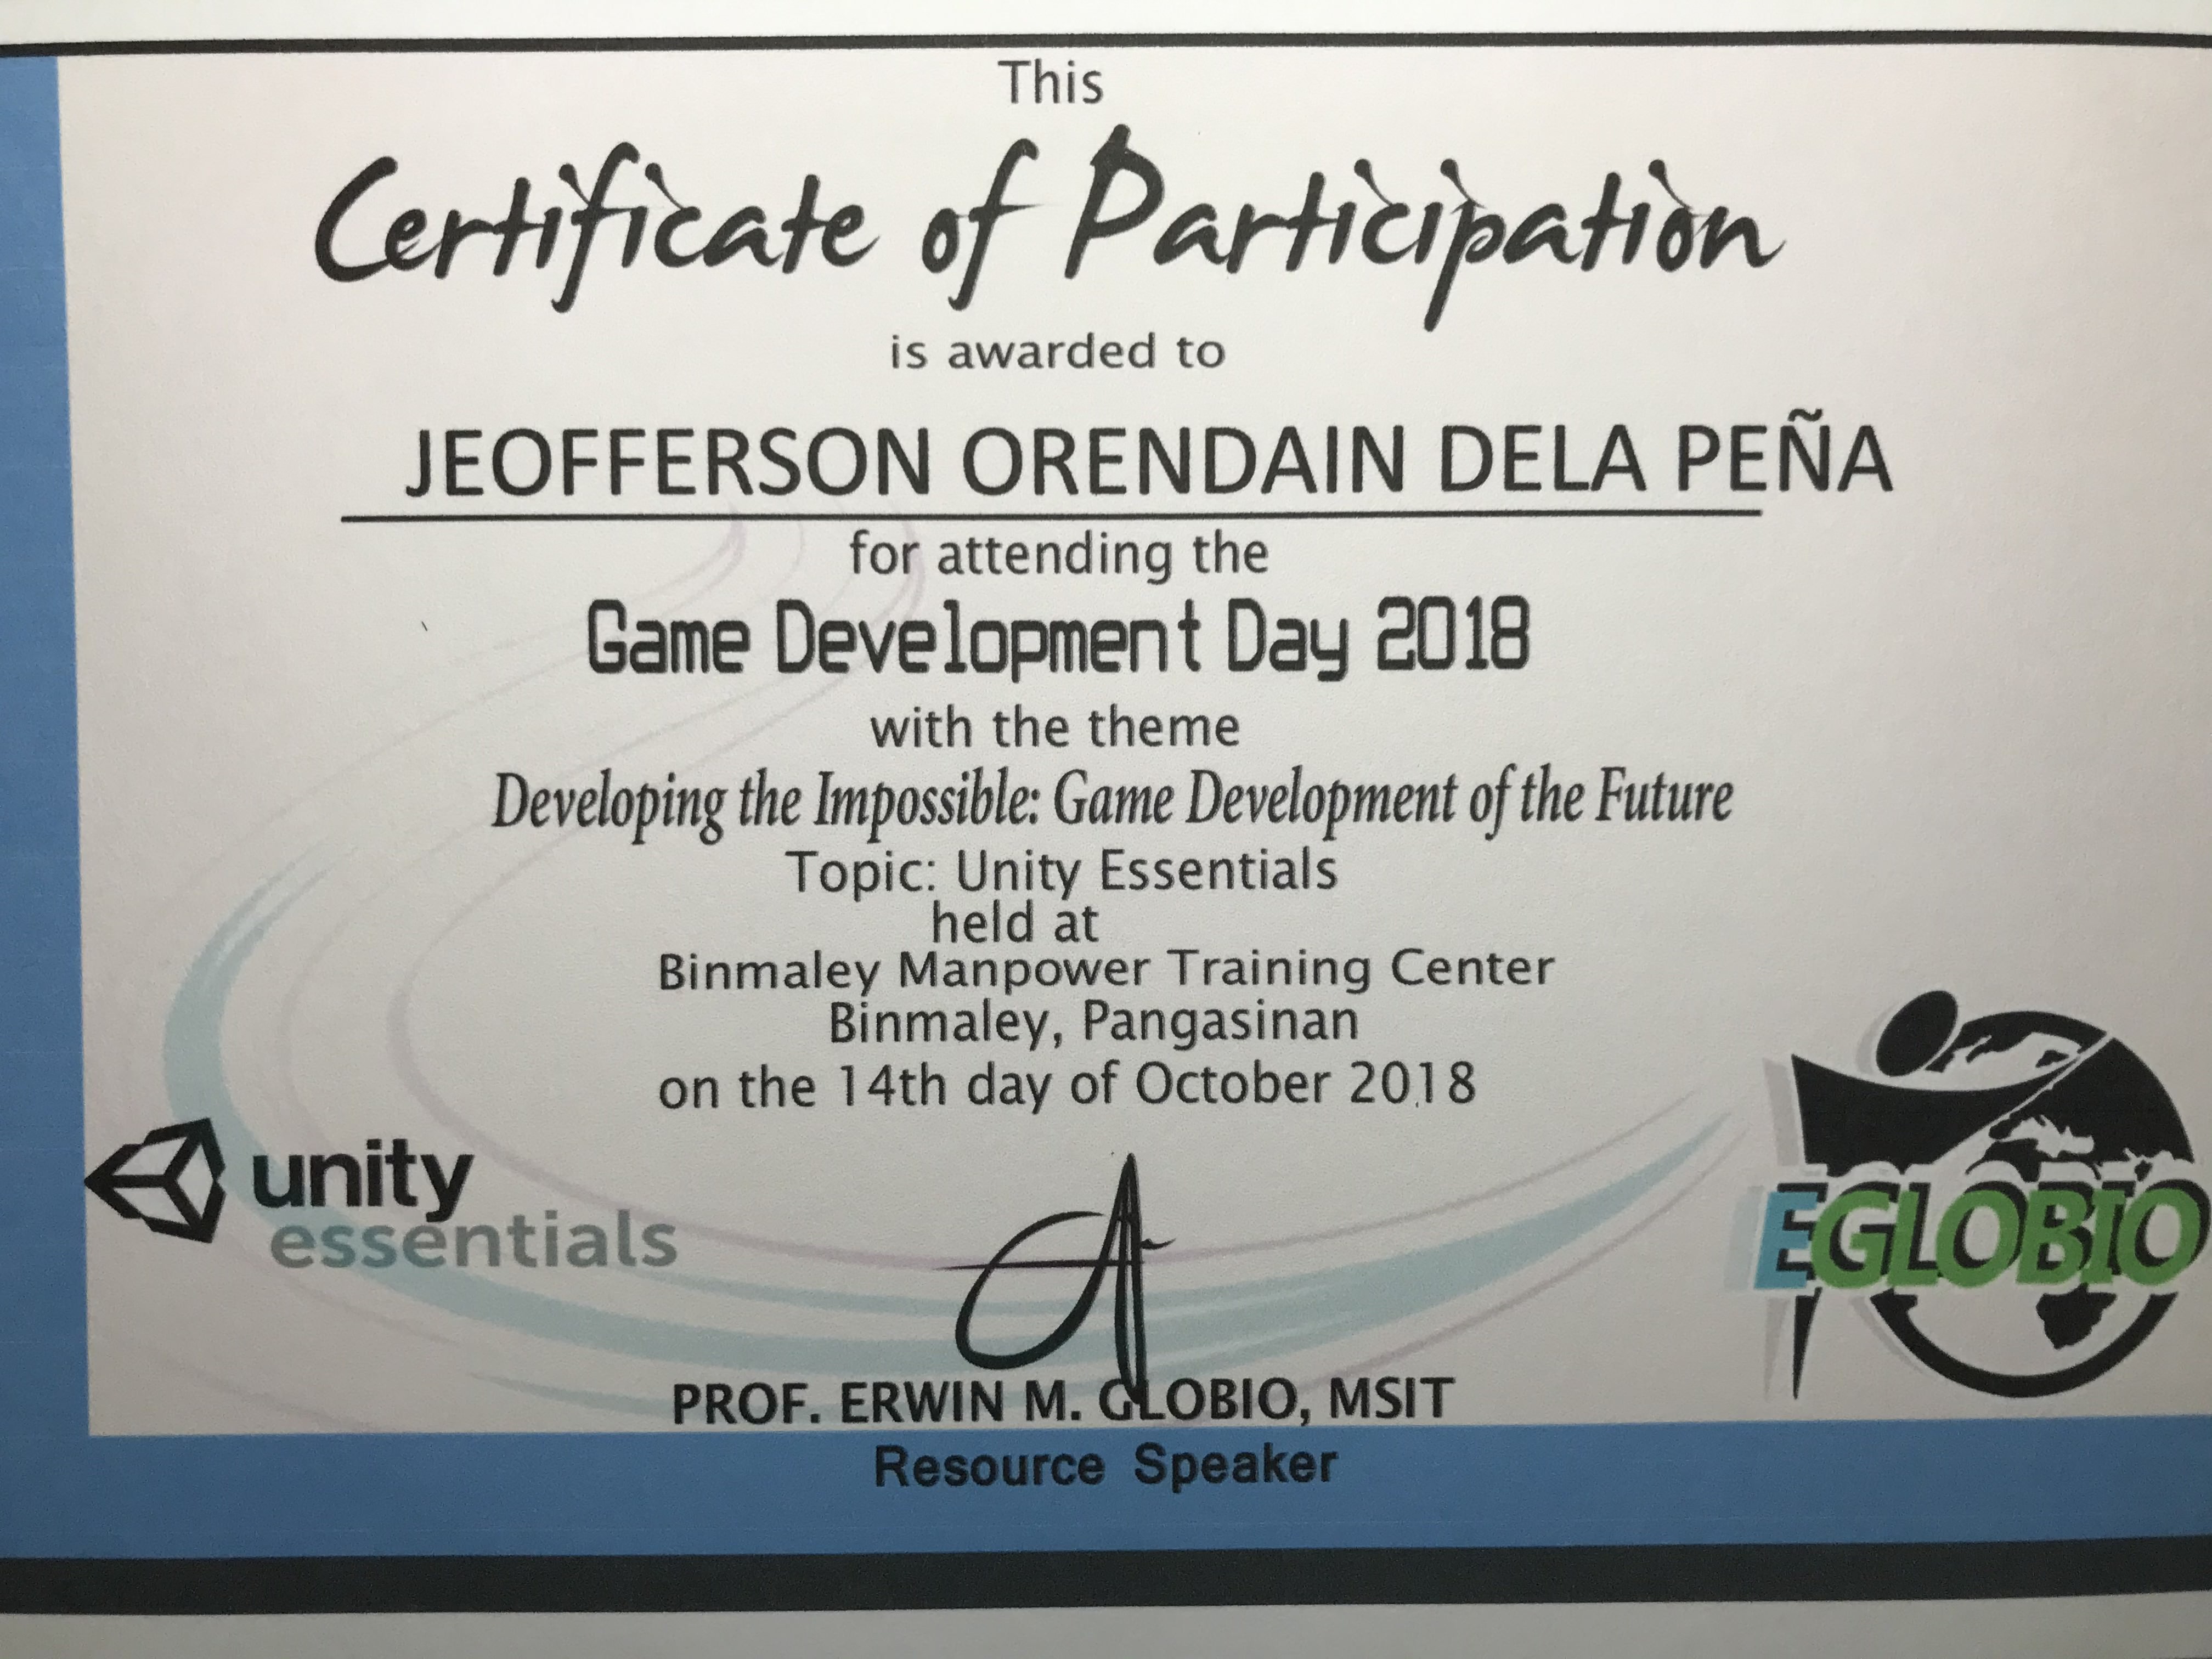 This
Certificate of Participation
is awarded to
JEOFFERSON ORENDAIN DELA PEÑA
for attending the
Game Development Day 2018
with the theme
Developing the Impossible: Game Development of the Future
Topic: Unity Essentials
held at
Binmaley Manpower Training Center
Binmaley, Pangasinan
on the 14th day of October 2018
unity
essentials
EGLOBIO
PROF. ERWIN M. GLOBIO, MSIT
Resource Speaker